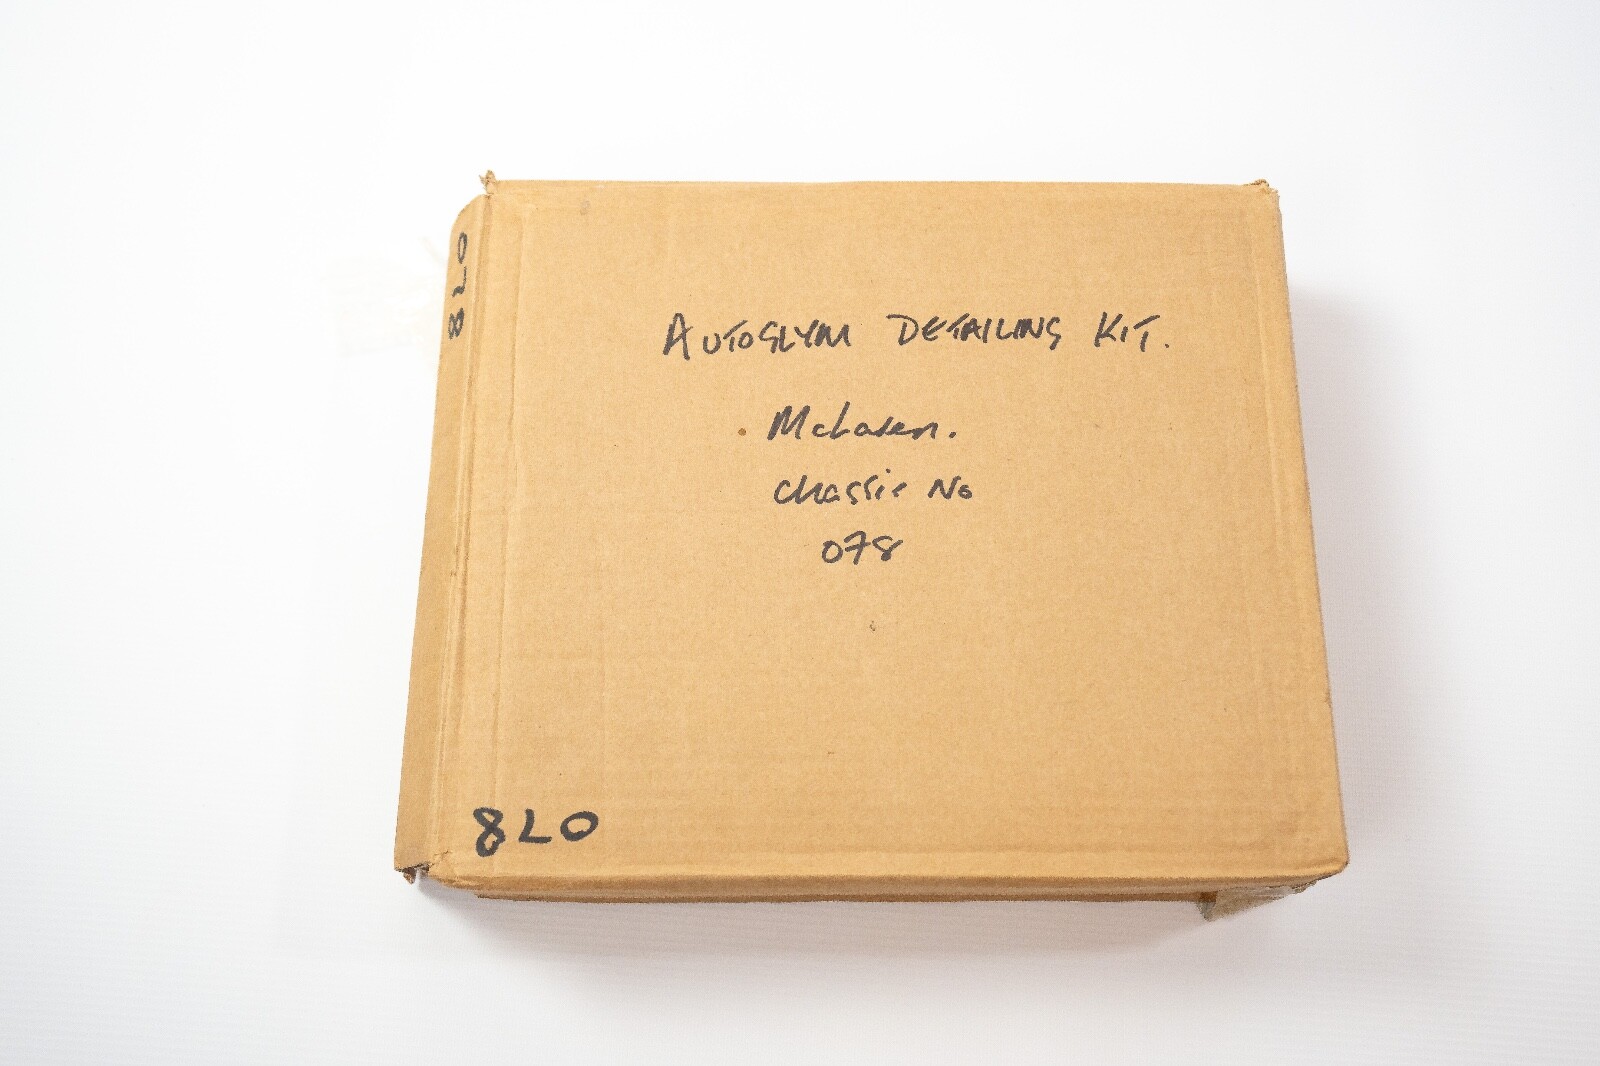 AUTOGLYM DETAILING KIT.
McLaren.
Chassis No
078
078
078